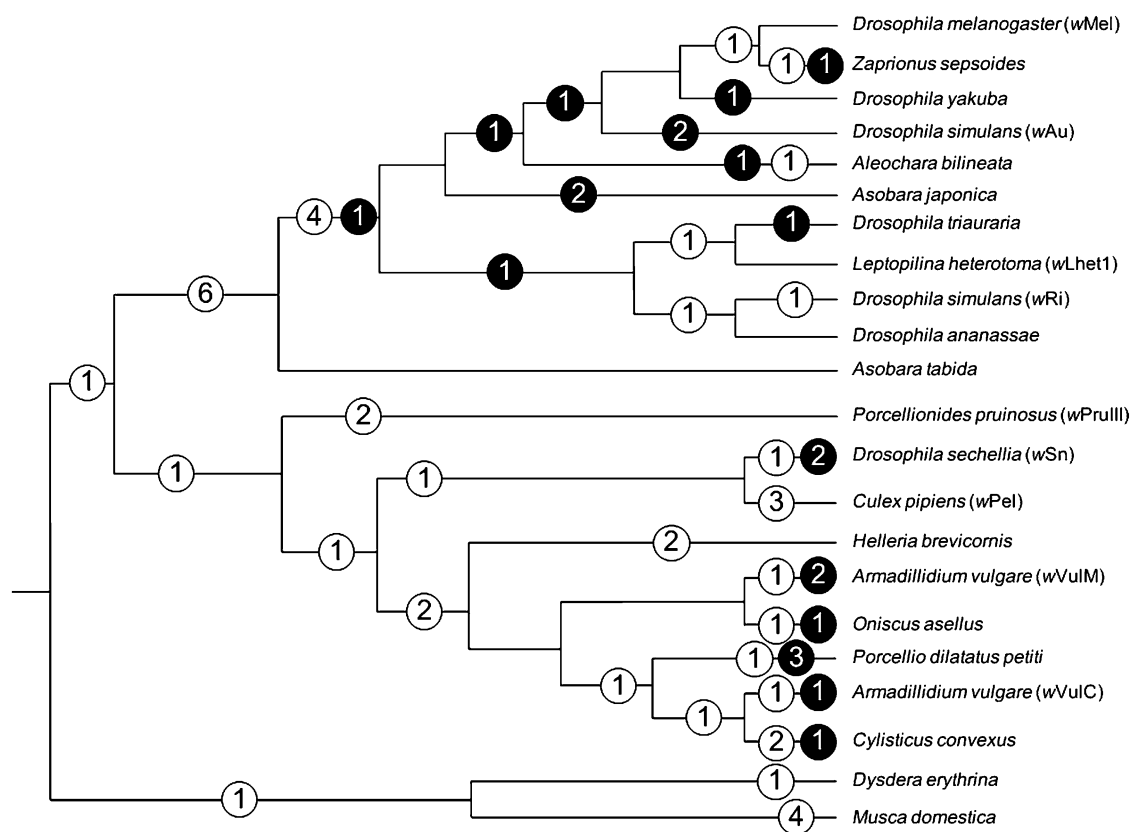 Drosophila melanogaster (wMel)
1
1 1 Zaprionus sepsoides
1 1 Drosophila yakuba
1 2 Drosophila simulans (wAu)
1 1 Aleochara bilineata
2 Asobara japonica
4 1 1 Drosophila triauraria
1
1 Leptopilina heterotoma (wLhet1)
6 1 Drosophila simulans (wRi)
1
Drosophila ananassae
1 Asobara tabida
2 Porcellionides pruinosus (wPruIII)
1 2 Drosophila sechellia (wSn)
1 1
3 Culex pipiens (wPel)
1 2 Helleria brevicornis
1 2 Armadillidium vulgare (wVulM)
2
1 1 Oniscus asellus
1 3 Porcellio dilatatus petiti
1 1 1 Armadillidium vulgare (wVulC)
1
2 1 Cylisticus convexus
1 Dysdera erythrina
1
4 Musca domestica